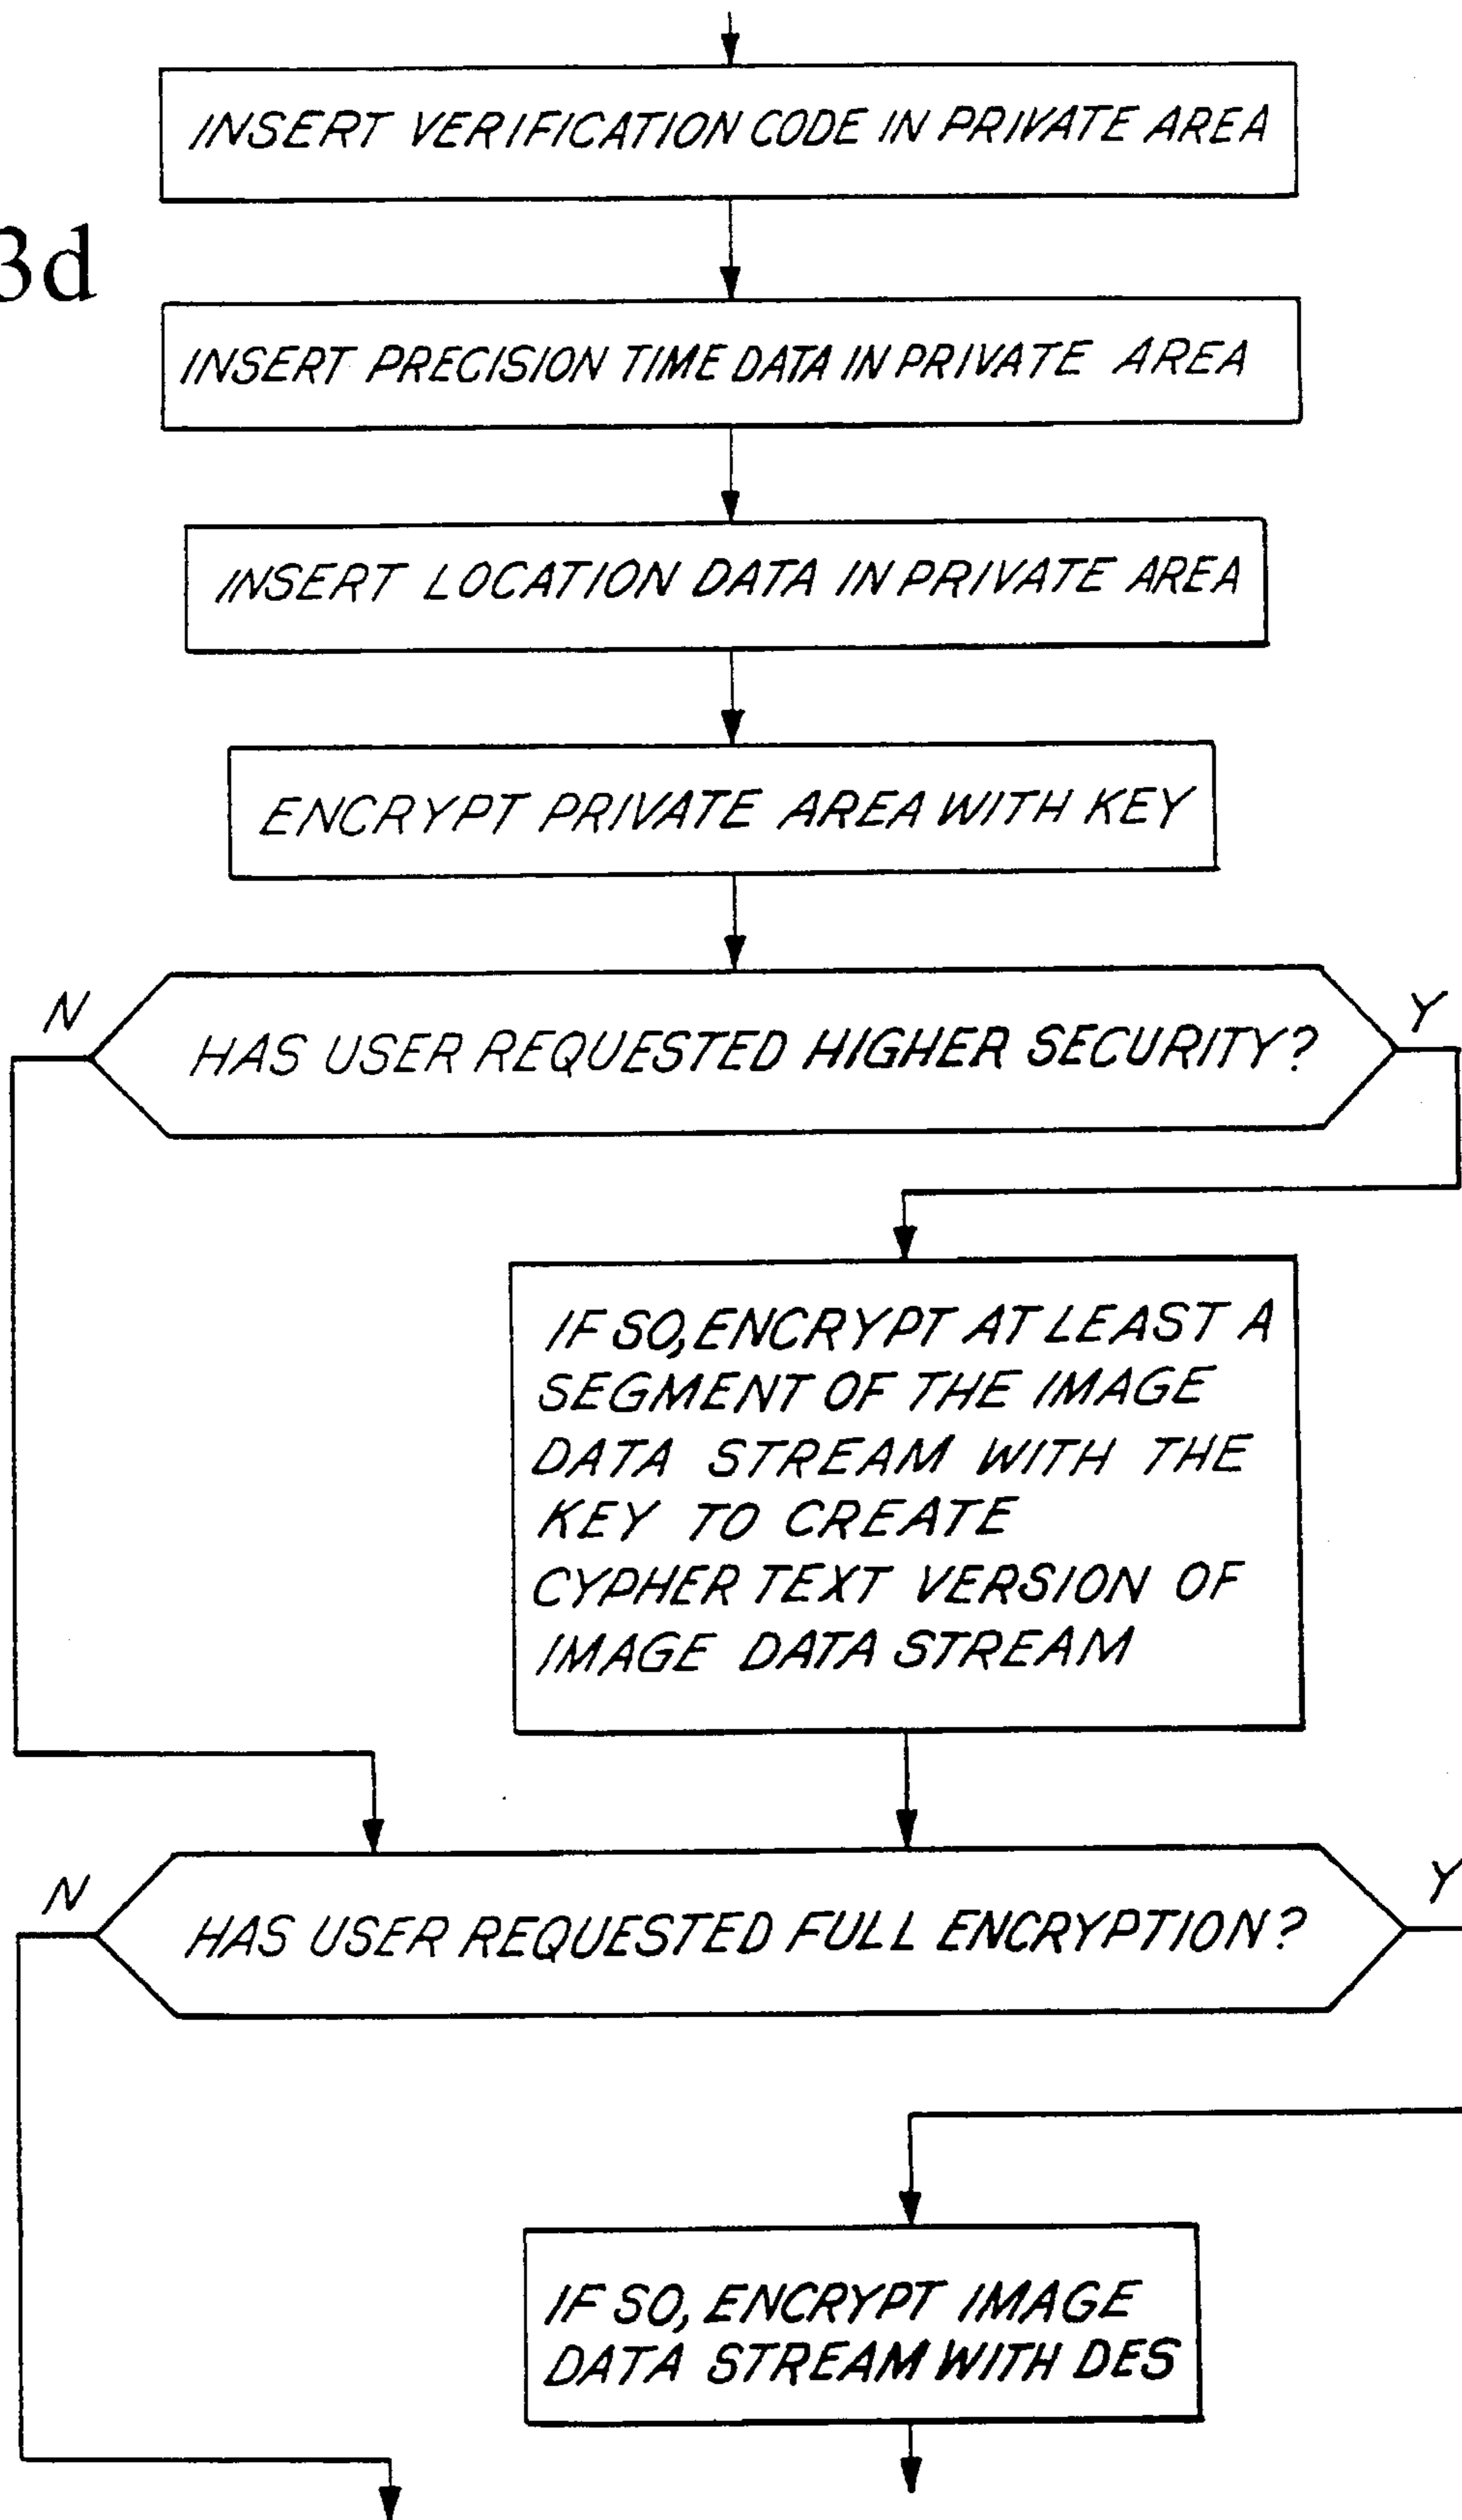 INSERT VERIFICATION CODE IN PRIVATE AREA
3d
INSERT PRECISION TIME DATA IN PRIVATE AREA
INSERT LOCATION DATA IN PRIVATE AREA
ENCRYPT PRIVATE AREA WITH KEY
N
Y
HAS USER REQUESTED HIGHER SECURITY?
IF SO, ENCRYPT AT LEAST A
SEGMENT OF THE IMAGE
DATA STREAM WITH THE
KEY TO CREATE
CYPHER TEXT VERSION OF
IMAGE DATA STREAM
N
Y
HAS USER REQUESTED FULL ENCRYPTION?
IF SO, ENCRYPT IMAGE
DATA STREAM WITH DES